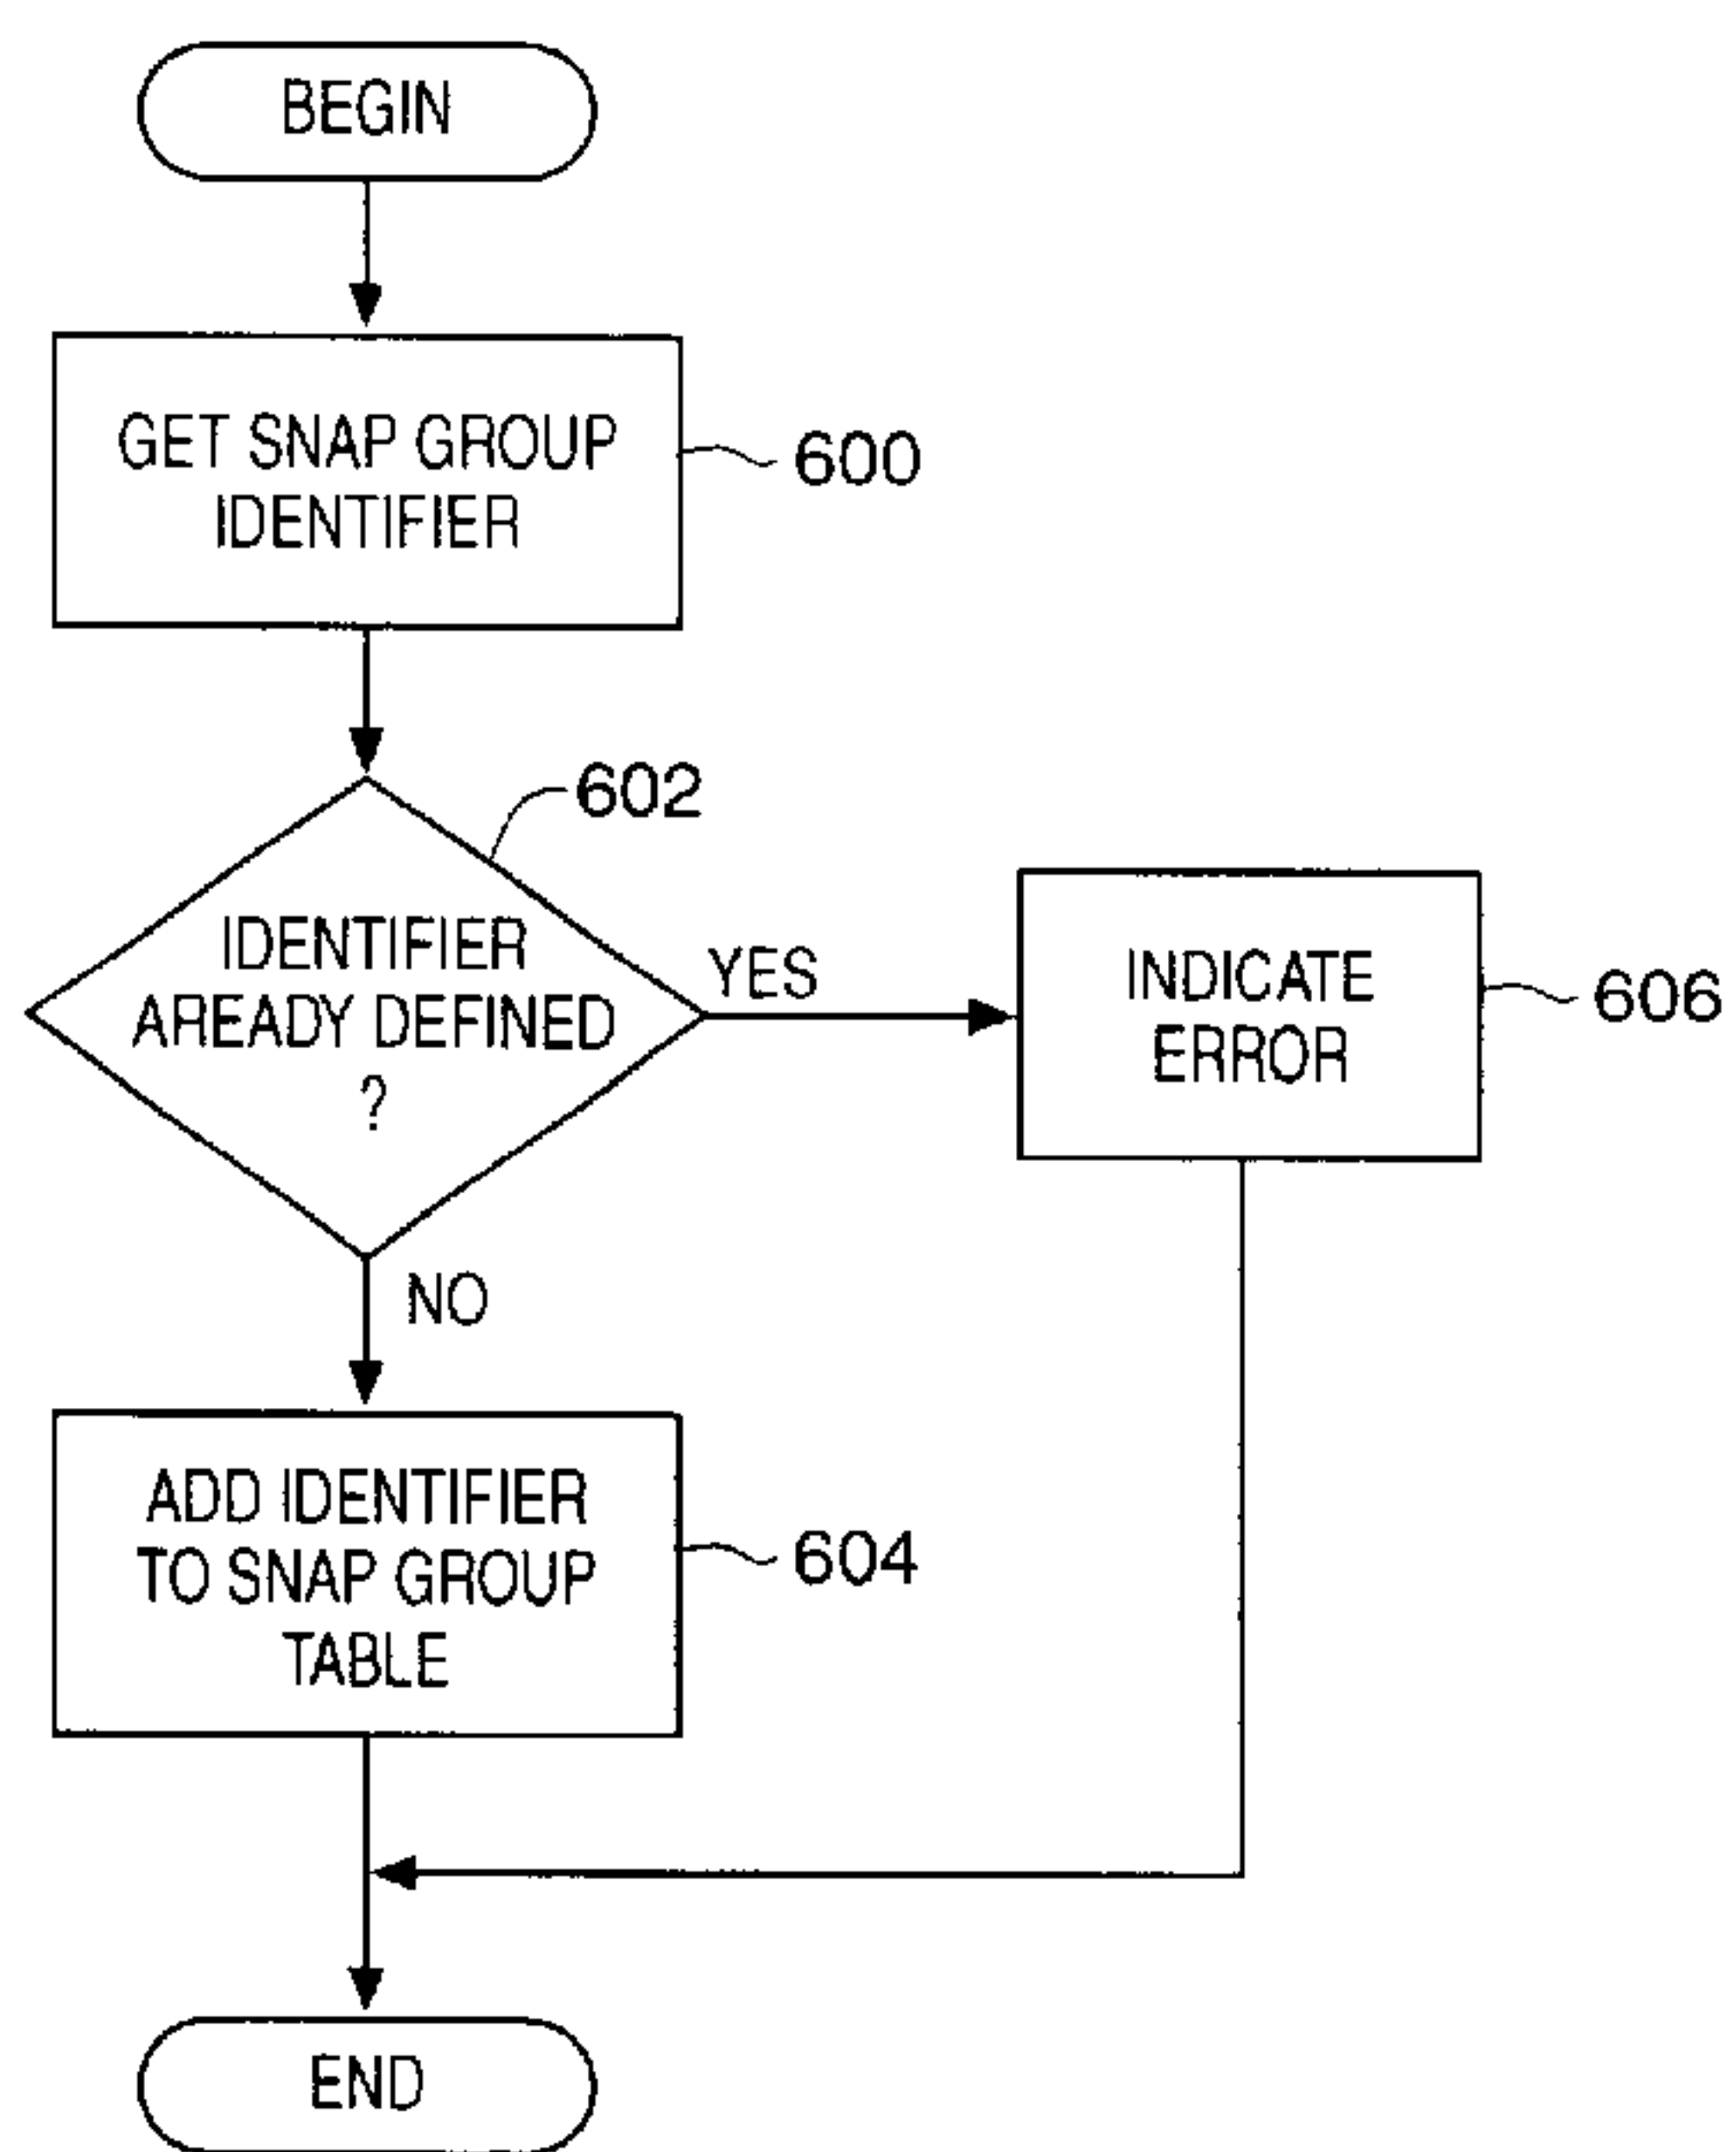 BEGIN
GET SNAP GROUP
IDENTIFIER
600
602
IDENTIFIER
AREADY DEFINED
?
YES
INDICATE
ERROR
606
NO
ADD IDENTIFIER
TO SNAP GROUP
TABLE
604
END